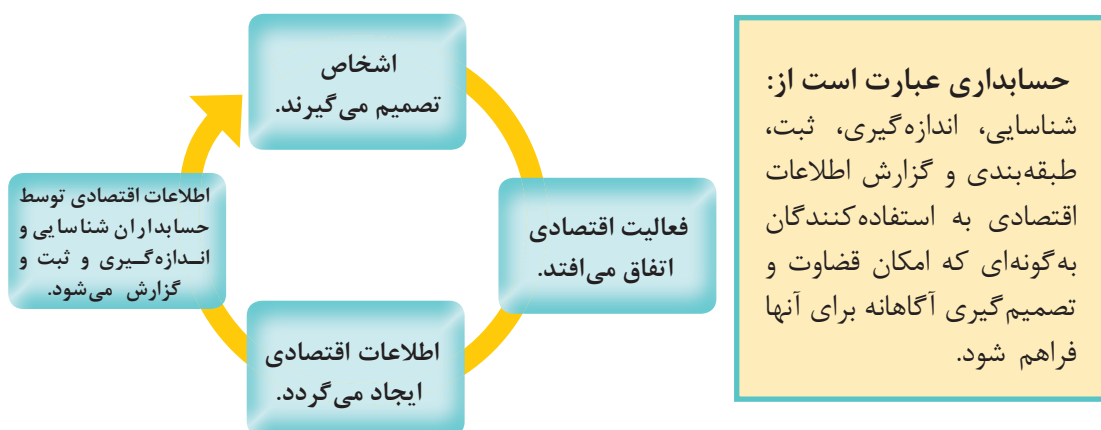 حسابداری عبارت است از:
شناسایی، اندازه‌گیری، ثبت،
طبقه‌بندی و گزارش اطلاعات
اقتصادی به استفاده‌کنندگان
به‌گونه‌ای که امکان قضاوت و
تصمیم‌گیری آگاهانه برای آنها
فراهم شود.
اشخاص
تصمیم می‌گیرند.
فعالیت اقتصادی
اتفاق می‌افتد.
اطلاعات اقتصادی
ایجاد می‌گردد.
اطلاعات اقتصادی توسط
حسابداران شناسایی و
انـدازه‌گـیری و ثبت و
گزارش می‌شود.